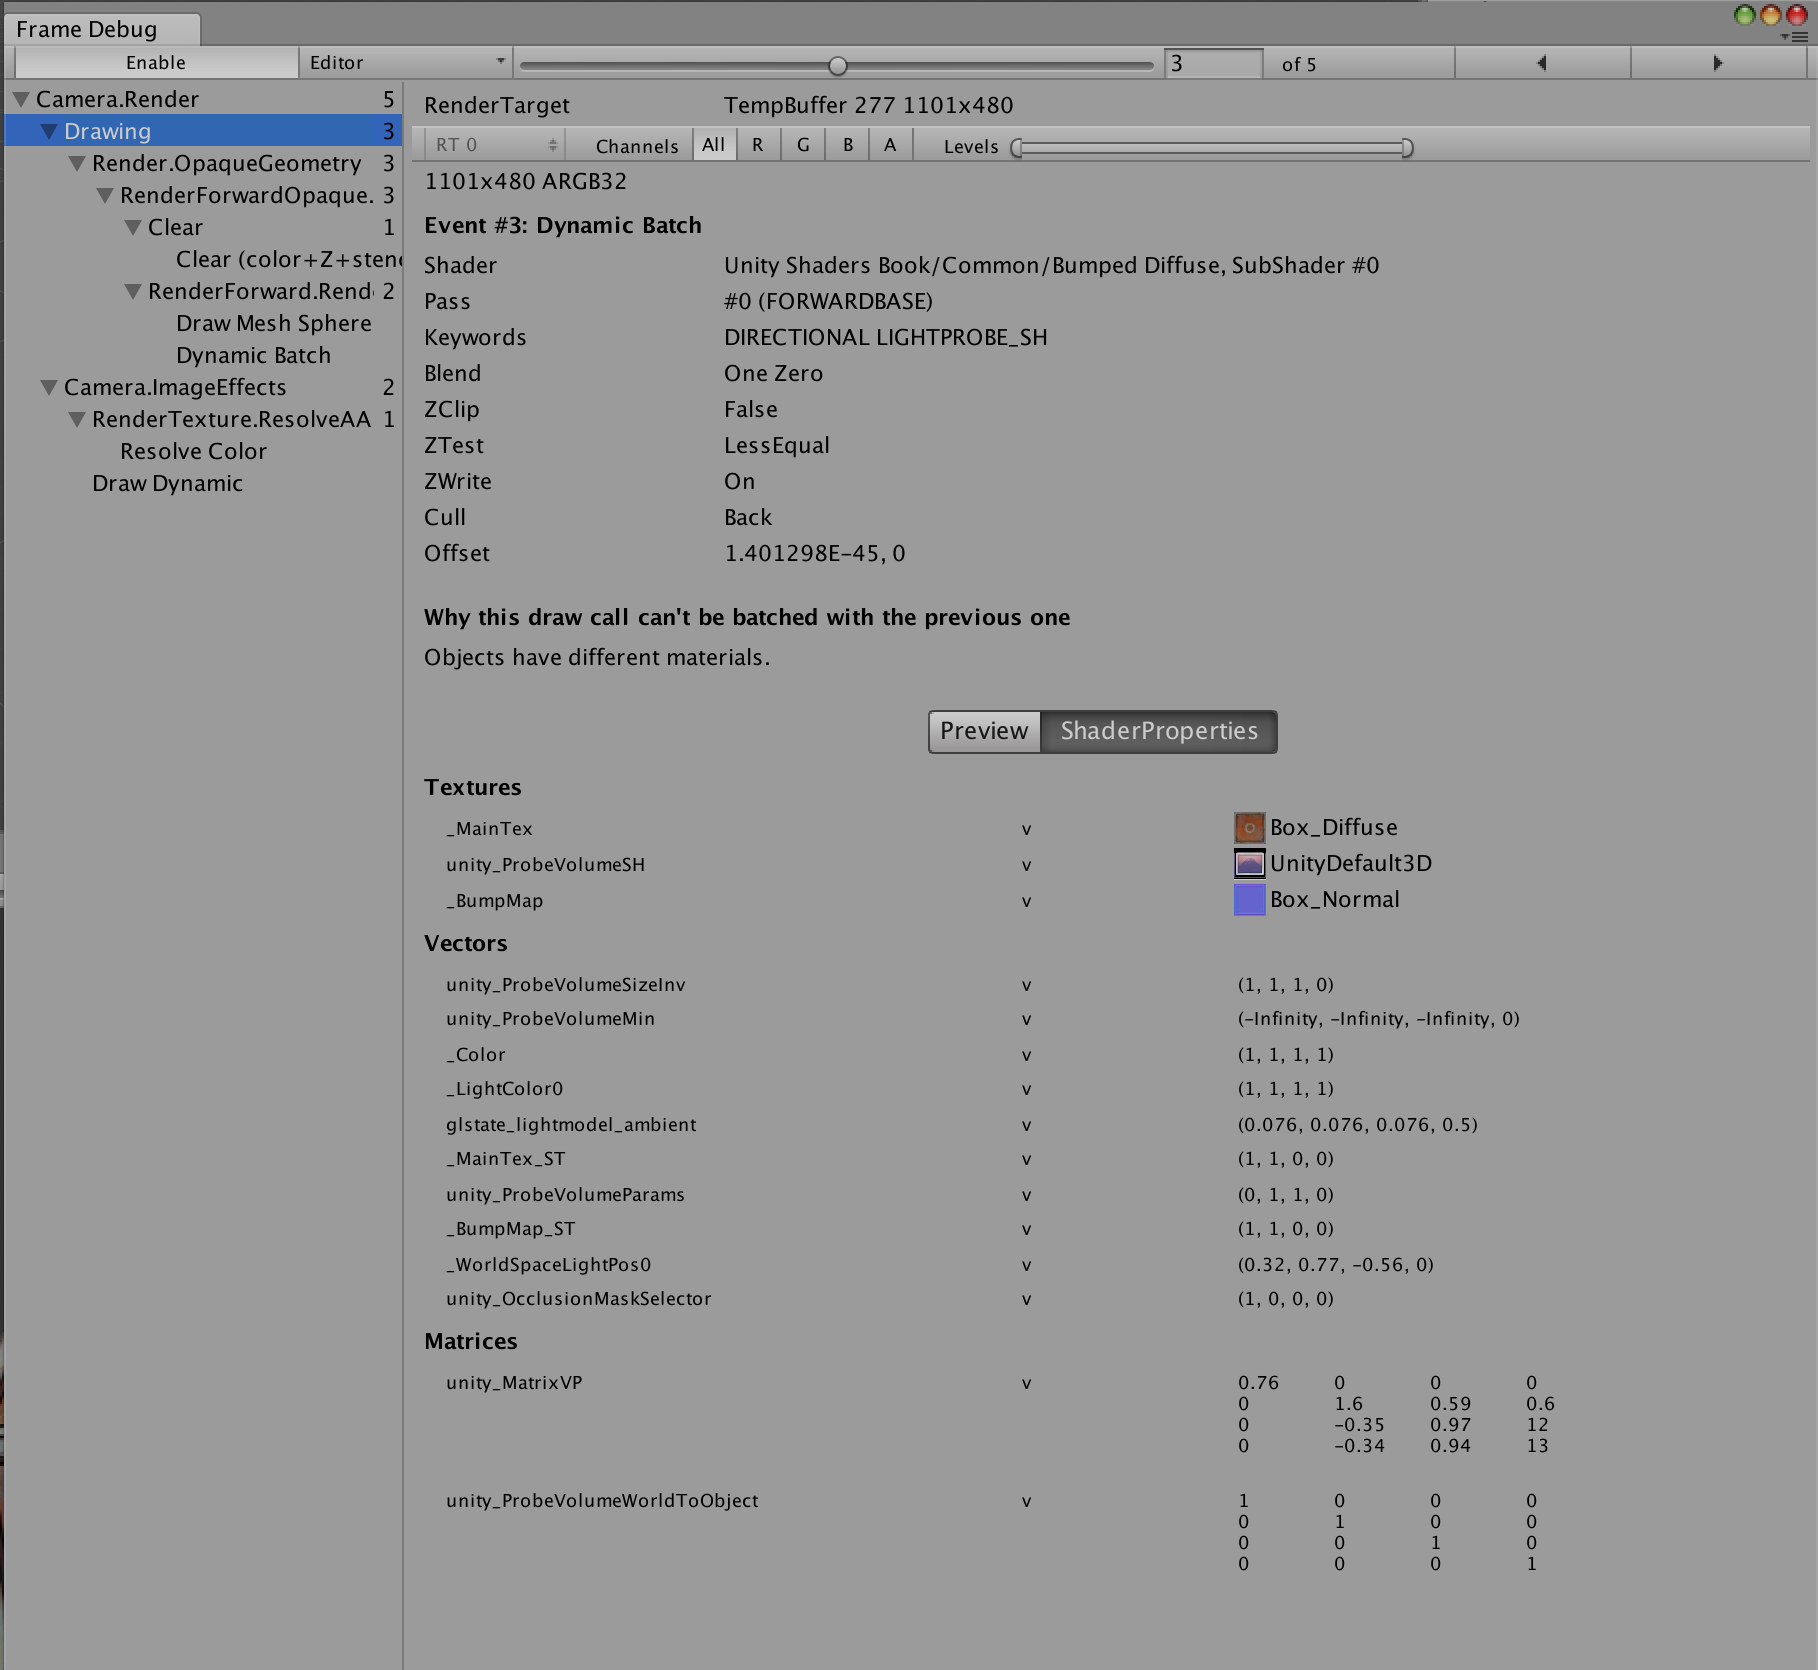 Frame Debug
Enable Editor 3 of 5
Camera.Render 5
Drawing 3
Render.OpaqueGeometry 3
RenderForwardOpaque. 3
Clear 1
Clear (color+Z+sten
RenderForward.Rend 2
Draw Mesh Sphere
Dynamic Batch
Camera.ImageEffects 2
RenderTexture.ResolveAA 1
Resolve Color
Draw Dynamic
RenderTarget TempBuffer 277 1101x480
RT 0 Channels All R G B A Levels
1101x480 ARGB32
Event #3: Dynamic Batch
Shader Unity Shaders Book/Common/Bumped Diffuse, SubShader #0
Pass #0 (FORWARDBASE)
Keywords DIRECTIONAL LIGHTPROBE_SH
Blend One Zero
ZClip False
ZTest LessEqual
ZWrite On
Cull Back
Offset 1.401298E-45, 0
Why this draw call can't be batched with the previous one
Objects have different materials.
Preview ShaderProperties
Textures
_MainTex v Box_Diffuse
unity_ProbeVolumeSH v UnityDefault3D
_BumpMap v Box_Normal
Vectors
unity_ProbeVolumeSizeInv v (1, 1, 1, 0)
unity_ProbeVolumeMin v (-Infinity, -Infinity, -Infinity, 0)
_Color v (1, 1, 1, 1)
_LightColor0 v (1, 1, 1, 1)
glstate_lightmodel_ambient v (0.076, 0.076, 0.076, 0.5)
_MainTex_ST v (1, 1, 0, 0)
unity_ProbeVolumeParams v (0, 1, 1, 0)
_BumpMap_ST v (1, 1, 0, 0)
_WorldSpaceLightPos0 v (0.32, 0.77, -0.56, 0)
unity_OcclusionMaskSelector v (1, 0, 0, 0)
Matrices
unity_MatrixVP v 0.76 0 0 0
0 1.6 0.59 0.6
0 -0.35 0.97 12
0 -0.34 0.94 13
unity_ProbeVolumeWorldToObject v 1 0 0 0
0 1 0 0
0 0 1 0
0 0 0 1